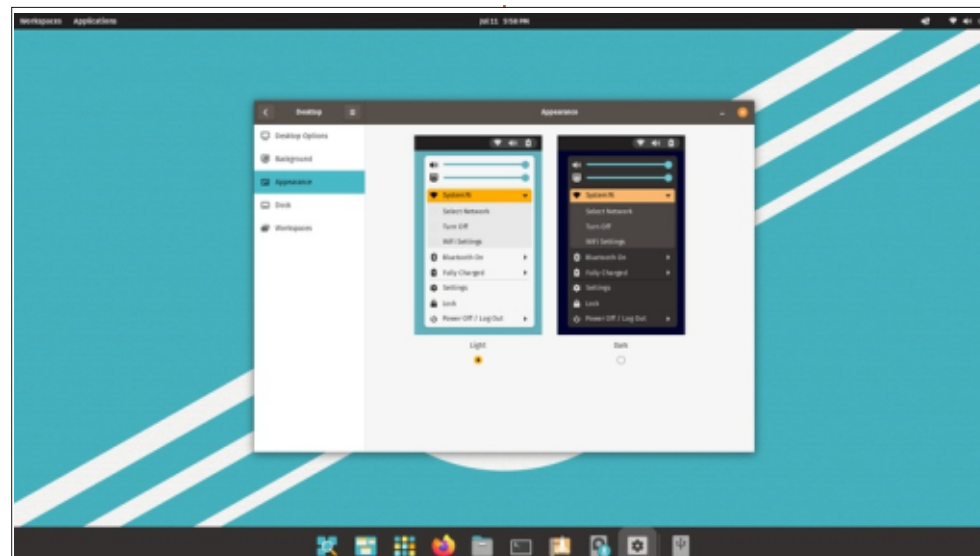 Workspaces Applications
Jul 11 9:58 PM
Desktop
Appearance
Desktop Options
Background
Appearance
Dock
Workspaces
System76
Select Network
Turn Off
WiFi Settings
Bluetooth On
Fully Charged
Settings
Lock
Power Off / Log Out
Light
System76
Select Network
Turn Off
WiFi Settings
Bluetooth On
Fully Charged
Settings
Lock
Power Off / Log Out
Dark